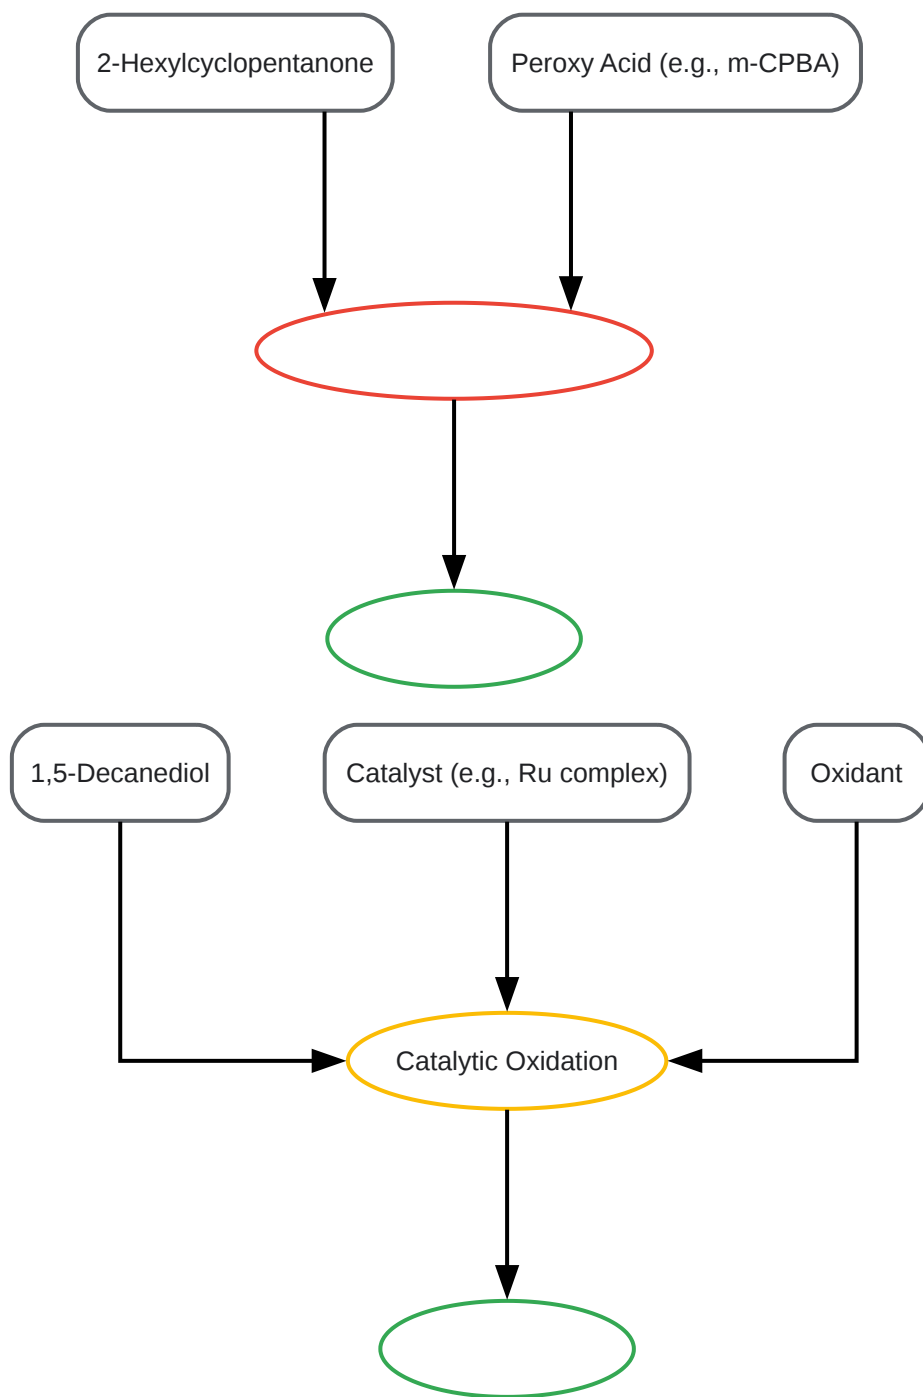 2-Hexylcyclopentanone
Peroxy Acid (e.g., m-CPBA)
1,5-Decanediol
Catalyst (e.g., Ru complex)
Oxidant
Catalytic Oxidation